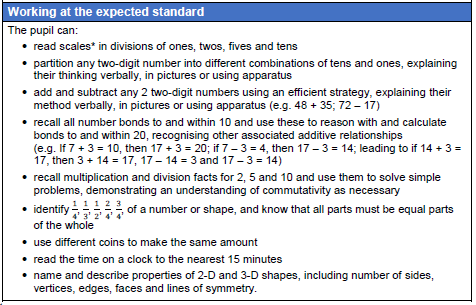 Working at the expected standard
The pupil can:
• read scales* in divisions of ones, twos, fives and tens
• partition any two-digit number into different combinations of tens and ones, explaining
their thinking verbally, in pictures or using apparatus
• add and subtract any 2 two-digit numbers using an efficient strategy, explaining their
method verbally, in pictures or using apparatus (e.g. 48 + 35; 72 – 17)
• recall all number bonds to and within 10 and use these to reason with and calculate
bonds to and within 20, recognising other associated additive relationships
(e.g. If 7 + 3 = 10, then 17 + 3 = 20; if 7 – 3 = 4, then 17 – 3 = 14; leading to if 14 + 3 =
17, then 3 + 14 = 17, 17 – 14 = 3 and 17 – 3 = 14)
• recall multiplication and division facts for 2, 5 and 10 and use them to solve simple
problems, demonstrating an understanding of commutativity as necessary
• identify 1/4, 1/3, 1/2, 2/4, 3/4, of a number or shape, and know that all parts must be equal parts
of the whole
• use different coins to make the same amount
• read the time on a clock to the nearest 15 minutes
• name and describe properties of 2-D and 3-D shapes, including number of sides,
vertices, edges, faces and lines of symmetry.